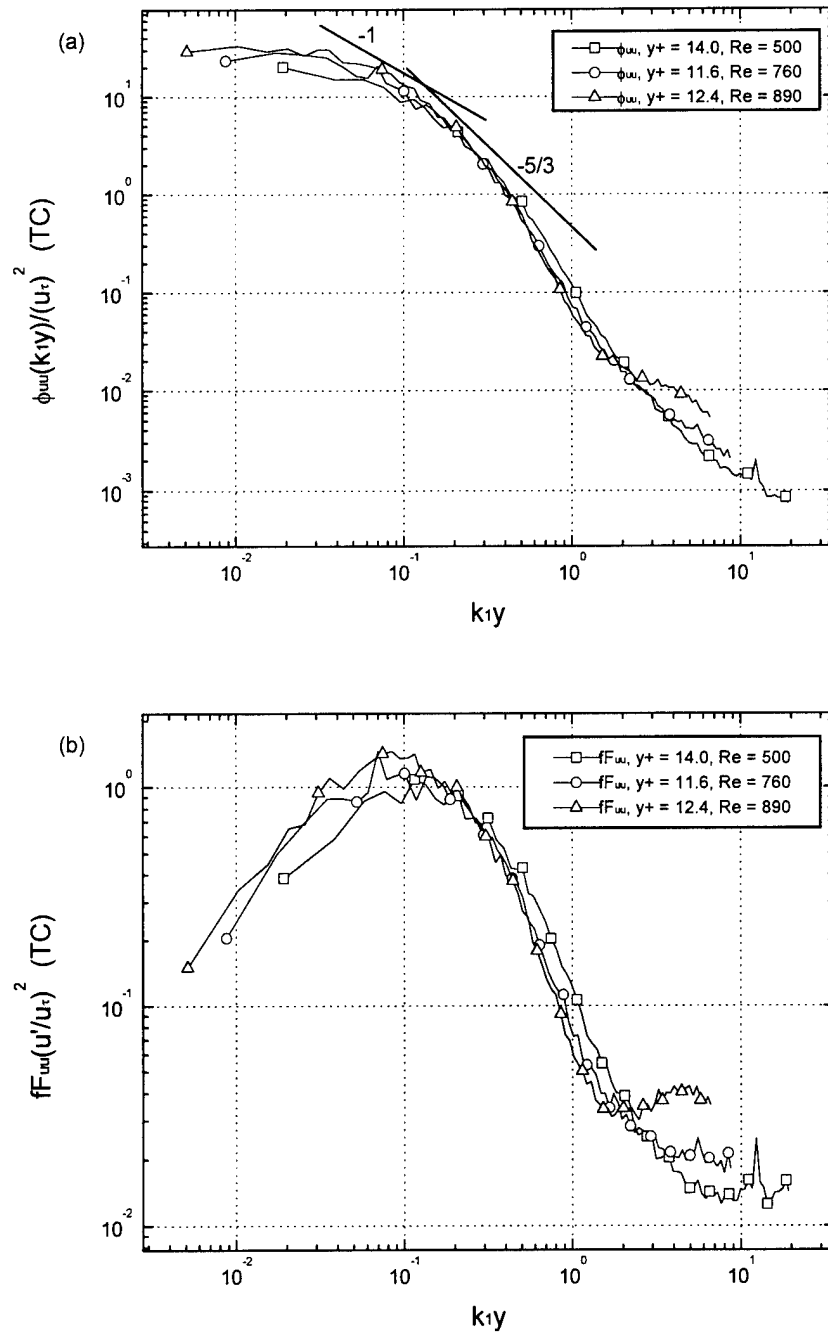 (a)
-1
-5/3
ϕuu, y+ = 14.0, Re = 500
ϕuu, y+ = 11.6, Re = 760
ϕuu, y+ = 12.4, Re = 890
ϕuu(k1y)/(uτ)² (TC)
10¹
10⁰
10⁻¹
10⁻²
10⁻³
10⁻² 10⁻¹ 10⁰ 10¹
k1y
(b)
fFuu, y+ = 14.0, Re = 500
fFuu, y+ = 11.6, Re = 760
fFuu, y+ = 12.4, Re = 890
fFuu(u'/uτ)² (TC)
10⁰
10⁻¹
10⁻²
10⁻² 10⁻¹ 10⁰ 10¹
k1y